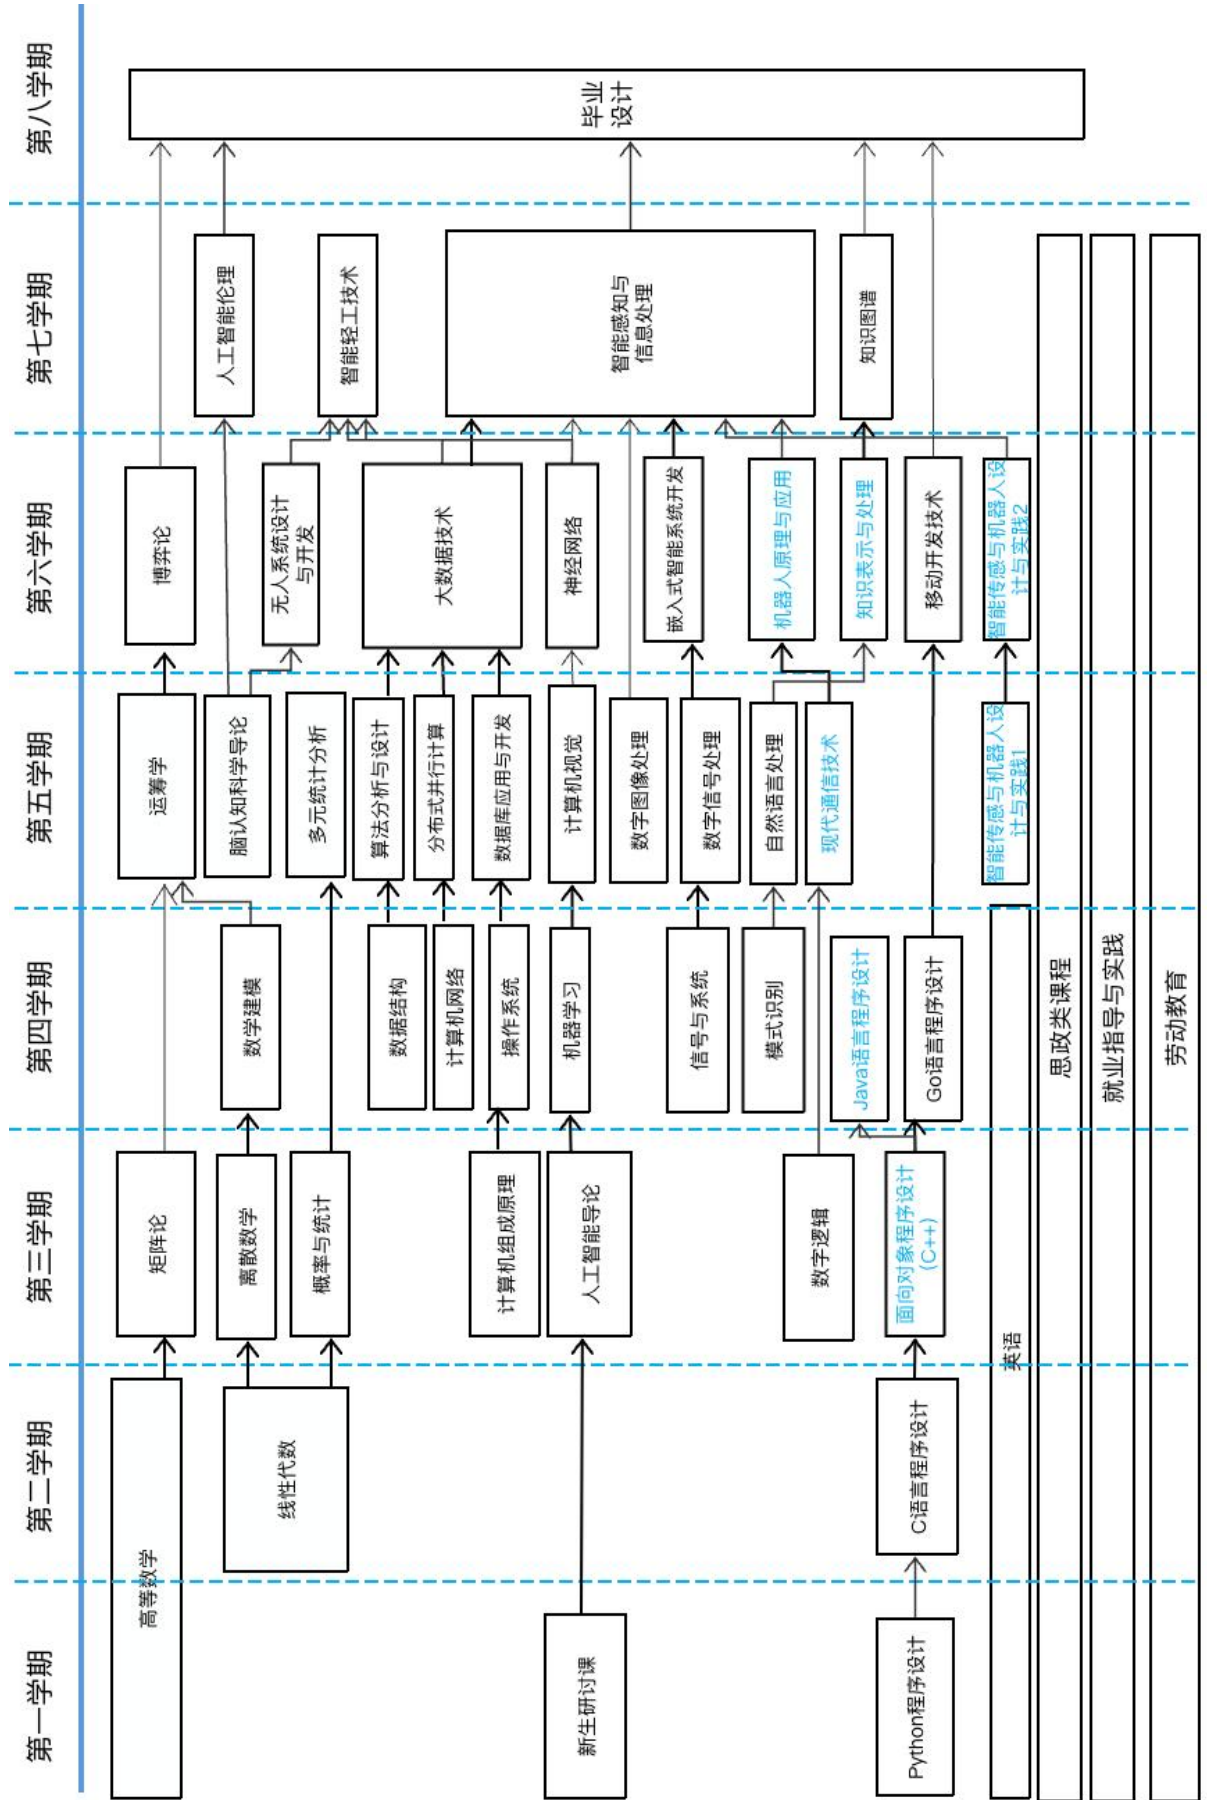 第一学期
第二学期
第三学期
第四学期
第五学期
第六学期
第七学期
第八学期
高等数学
线性代数
矩阵论
离散数学
概率与统计
数学建模
运筹学
脑认知科学导论
多元统计分析
博弈论
无人系统设计
与开发
人工智能伦理
智能轻工技术
数据结构
计算机网络
操作系统
算法分析与设计
分布式并行计算
数据库应用与开发
大数据技术
计算机组成原理
新生研讨课
人工智能导论
机器学习
计算机视觉
神经网络
数字图像处理
智能感知与
信息处理
信号与系统
数字信号处理
嵌入式智能系统开发
模式识别
自然语言处理
数字逻辑
现代通信技术
机器人原理与应用
知识表示与处理
知识图谱
Python程序设计
C语言程序设计
面向对象程序设计
(C++)
Java语言程序设计
Go语言程序设计
移动开发技术
智能传感与机器人设
计与实践1
智能传感与机器人设
计与实践2
毕业
设计
英语
思政类课程
就业指导与实践
劳动教育